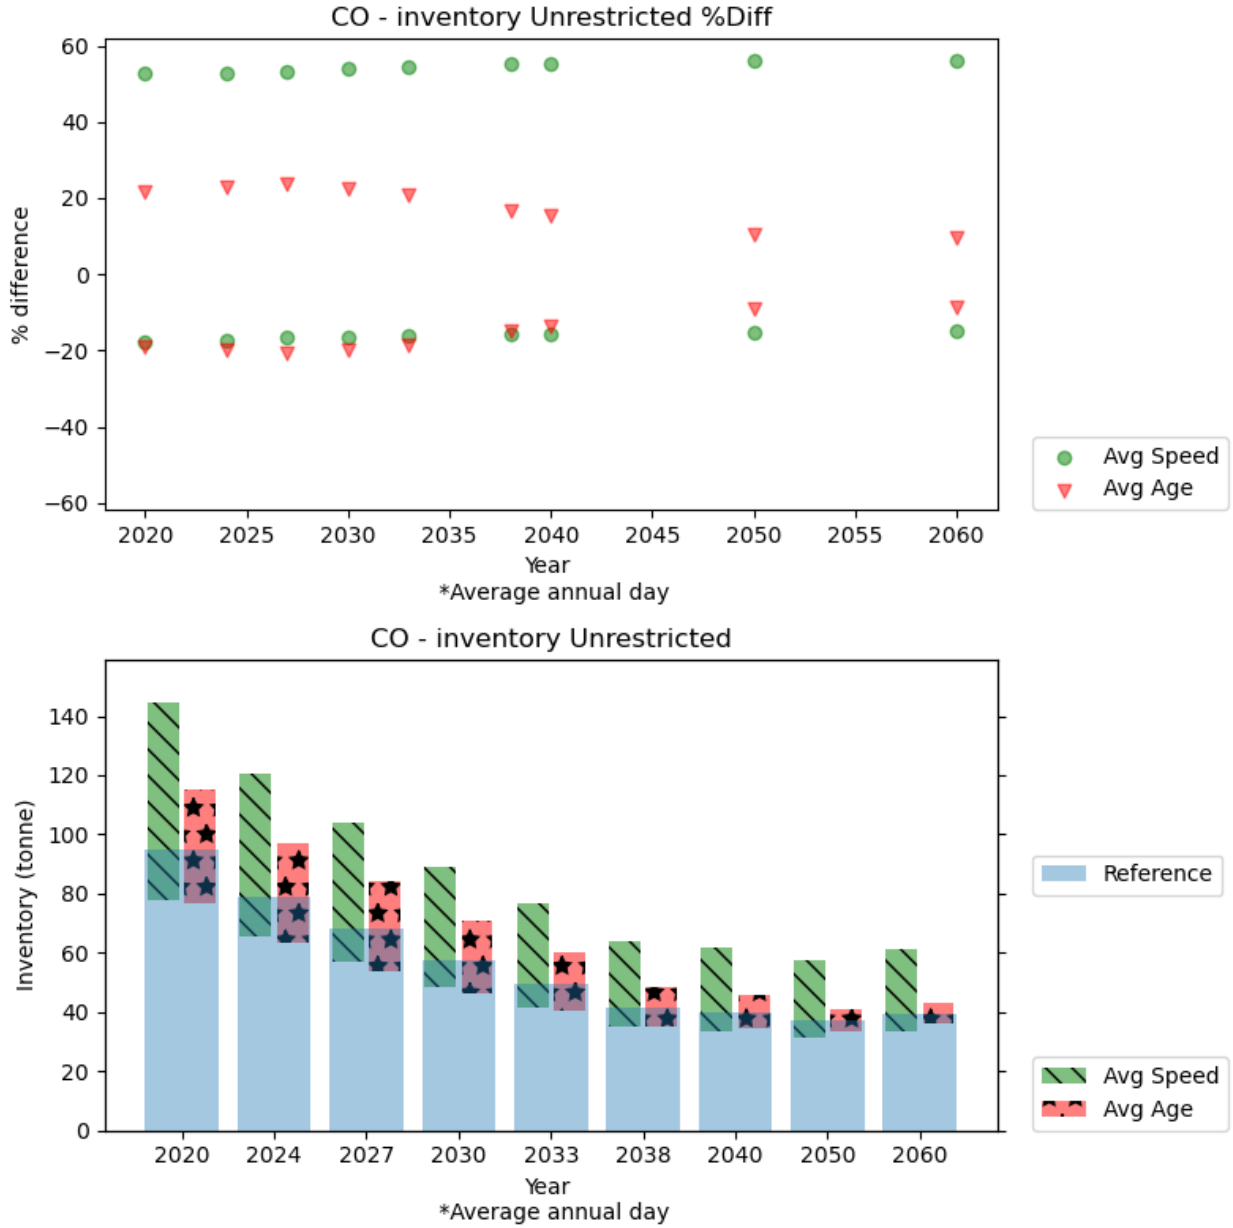 CO - inventory Unrestricted %Diff
60
40
20
0
−20
−40
−60
% difference
2020 2025 2030 2035 2040 2045 2050 2055 2060
Year
*Average annual day
Avg Speed
Avg Age
CO - inventory Unrestricted
140
120
100
80
60
40
20
0
Inventory (tonne)
2020 2024 2027 2030 2033 2038 2040 2050 2060
Year
*Average annual day
Reference
Avg Speed
Avg Age